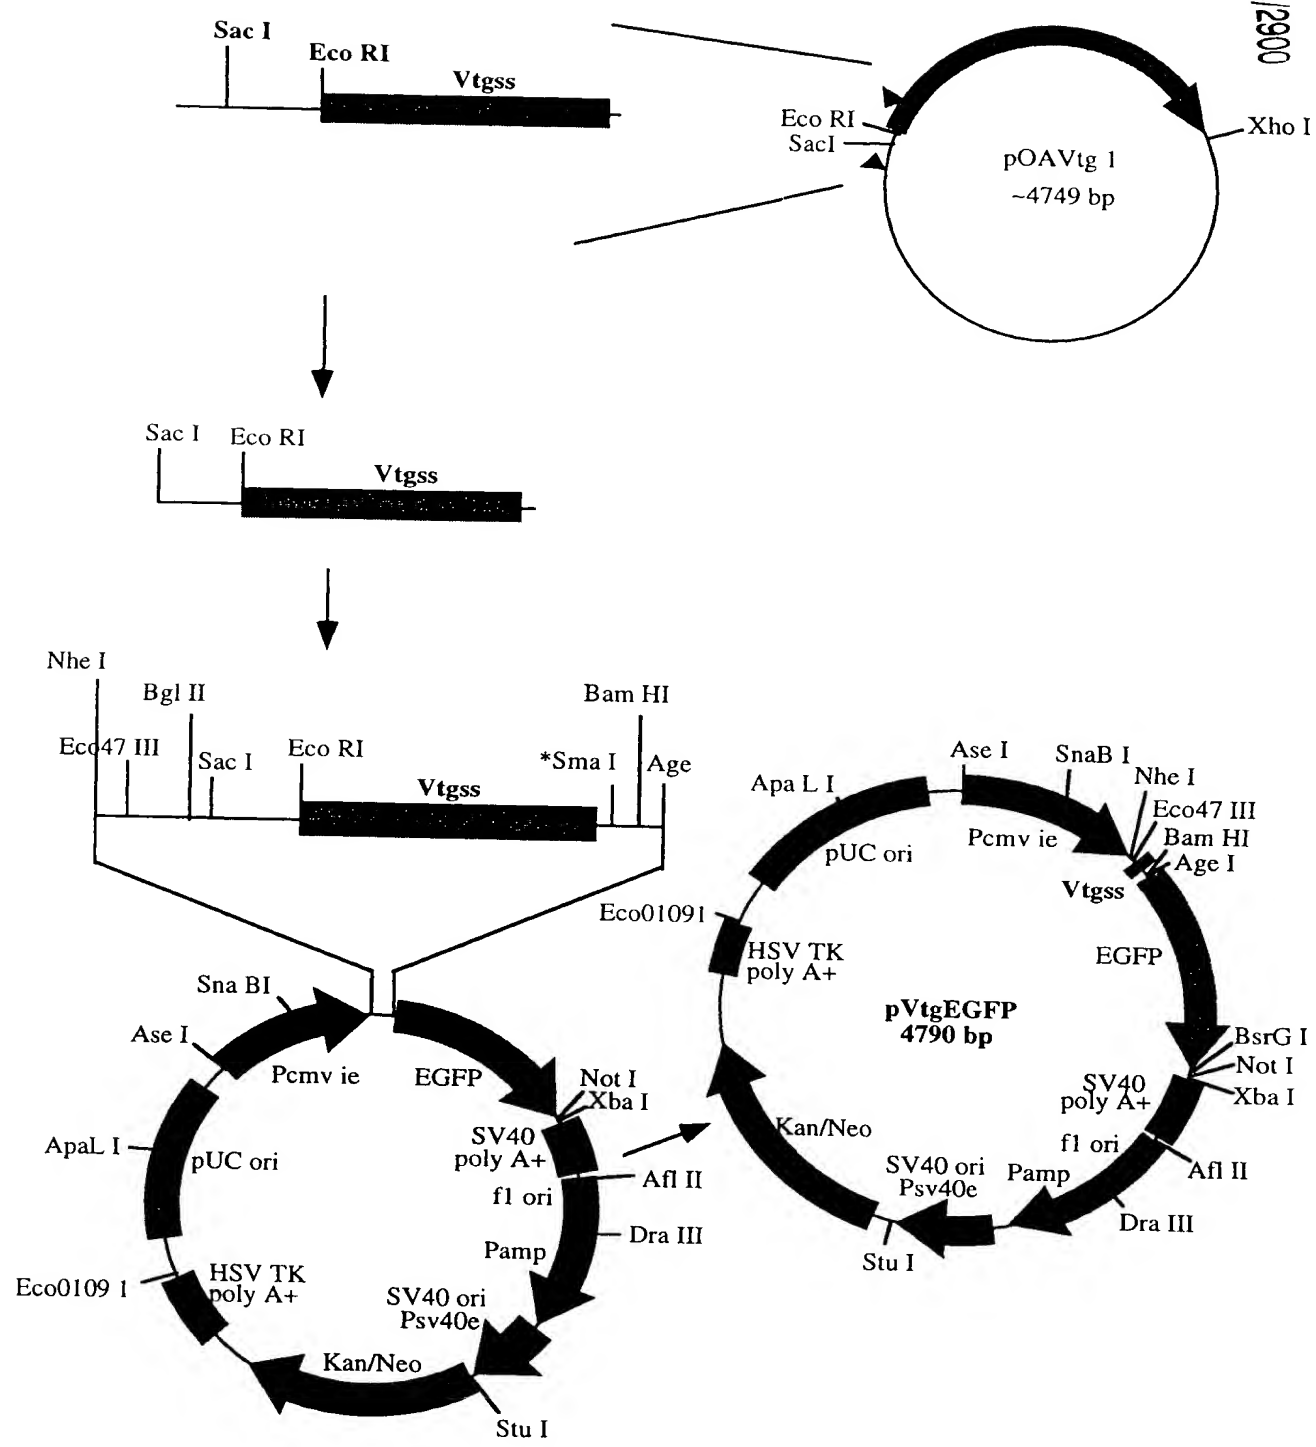 /2900
Sac I
Eco RI
Vtgss
Eco RI
SacI
Xho I
pOAVtg 1
~4749 bp
Sac I
Eco RI
Vtgss
Nhe I
Bgl II
Eco47 III
Sac I
Eco RI
Vtgss
*Sma I
Bam HI
Age
Sna BI
Ase I
Pcmv ie
EGFP
Not I
Xba I
ApaL I
pUC ori
SV40
poly A+
Afl II
f1 ori
Dra III
Pamp
Eco0109 1
HSV TK
poly A+
SV40 ori
Psv40e
Kan/Neo
Stu I
Ase I
SnaB I
Apa L I
Nhe I
Eco47 III
Bam HI
Age I
Pcmv ie
pUC ori
Vtgss
Eco01091
HSV TK
poly A+
EGFP
pVtgEGFP
4790 bp
BsrG I
Not I
Xba I
SV40
poly A+
Kan/Neo
f1 ori
Afl II
SV40 ori
Psv40e
Pamp
Dra III
Stu I